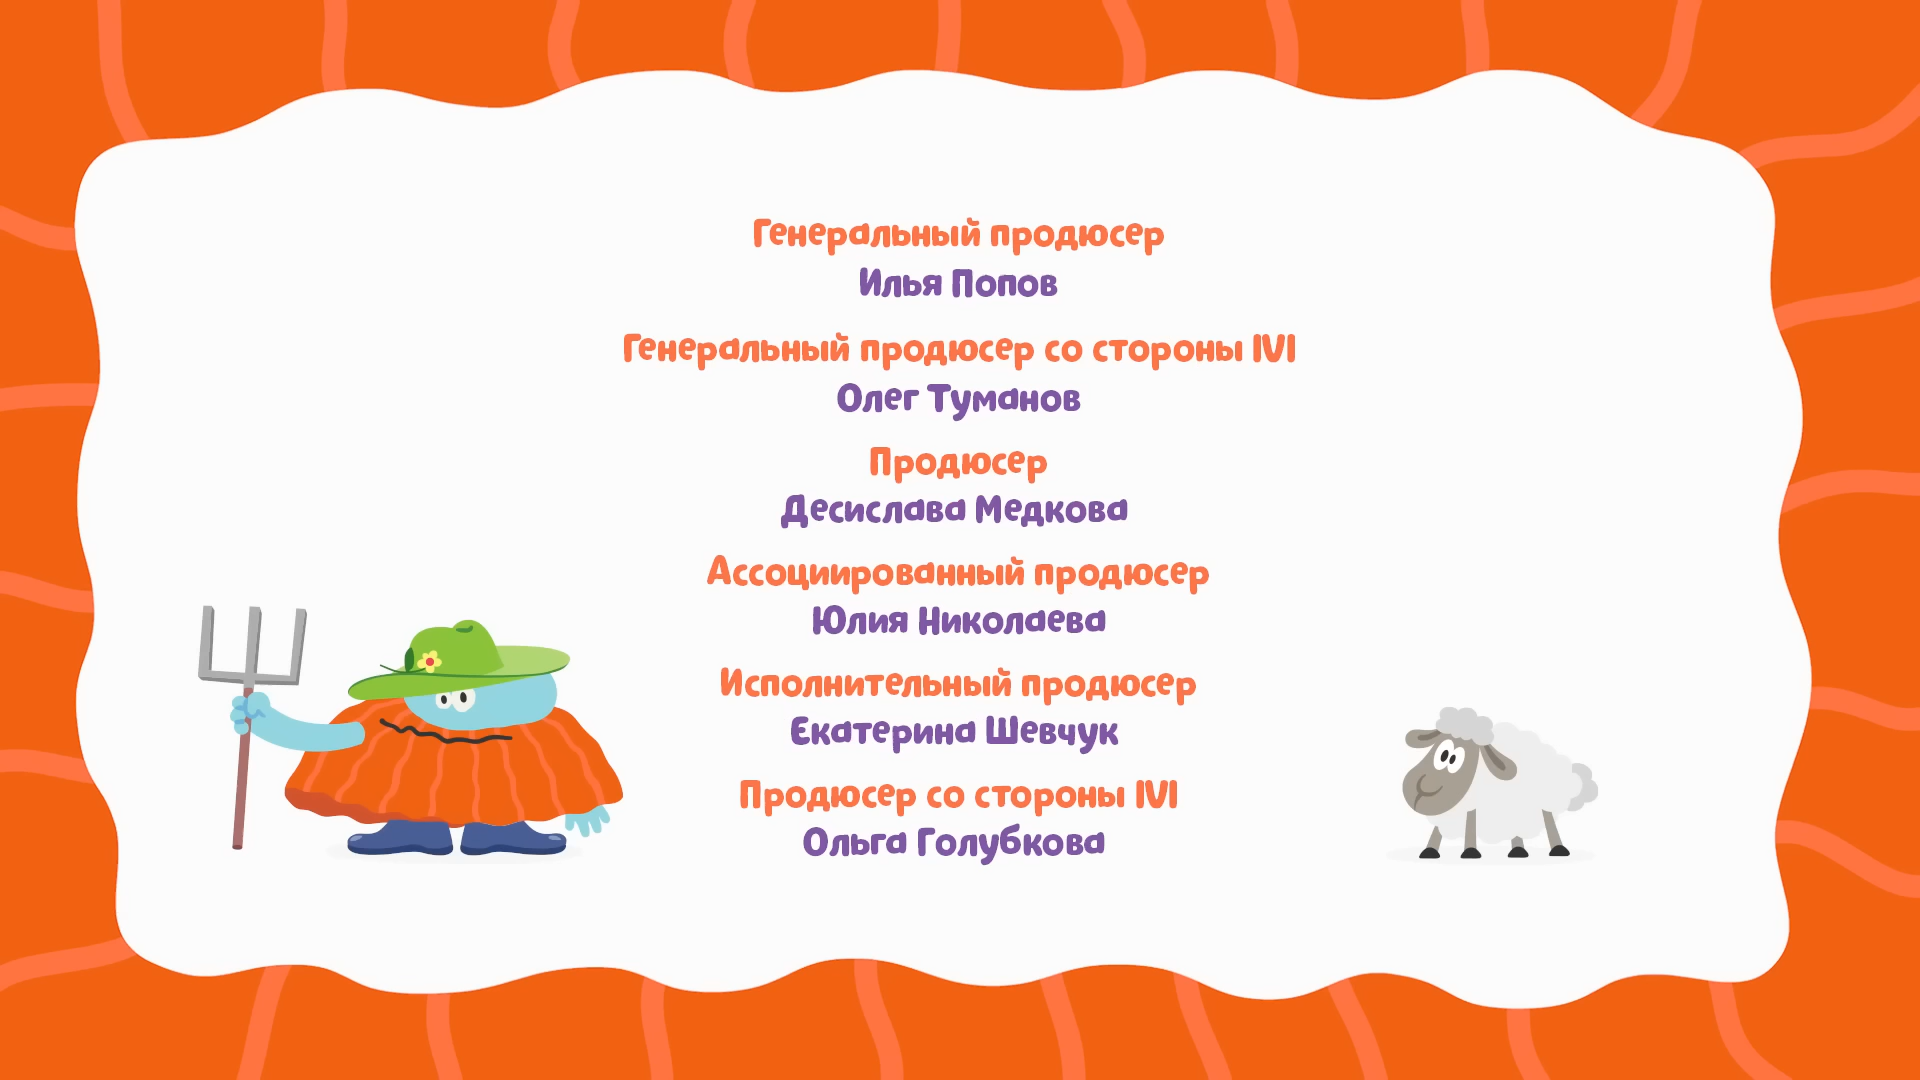 Генеральный продюсер
Илья Попов
Генеральный продюсер со стороны IVI
Олег Туманов
Продюсер
Десислава Медкова
Ассоциированный продюсер
Юлия Николаева
Исполнительный продюсер
Екатерина Шевчук
Продюсер со стороны IVI
Ольга Голубкова